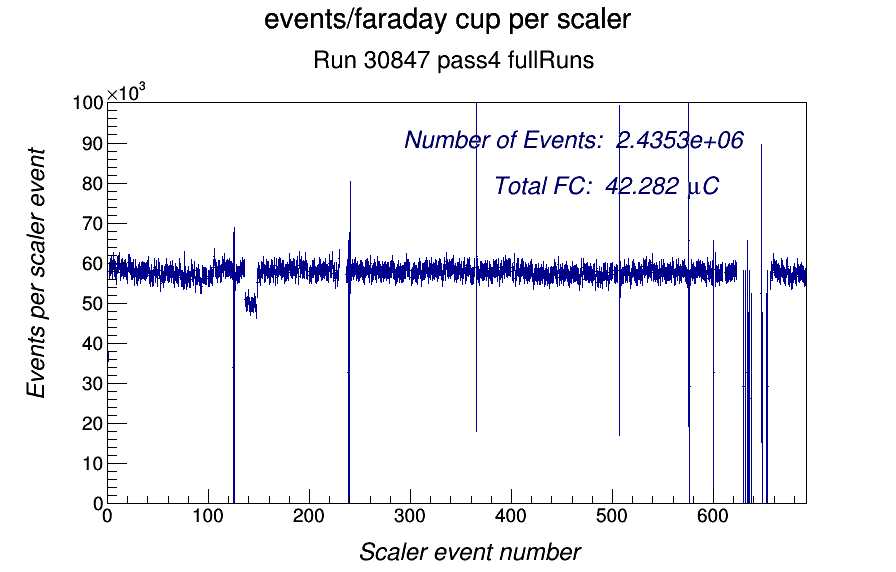 events/faraday cup per scaler
Run 30847 pass4 fullRuns
×10³
100
90
80
70
60
50
40
30
20
10
0
Number of Events: 2.4353e+06
Total FC: 42.282 μC
Events per scaler event
0 100 200 300 400 500 600
Scaler event number